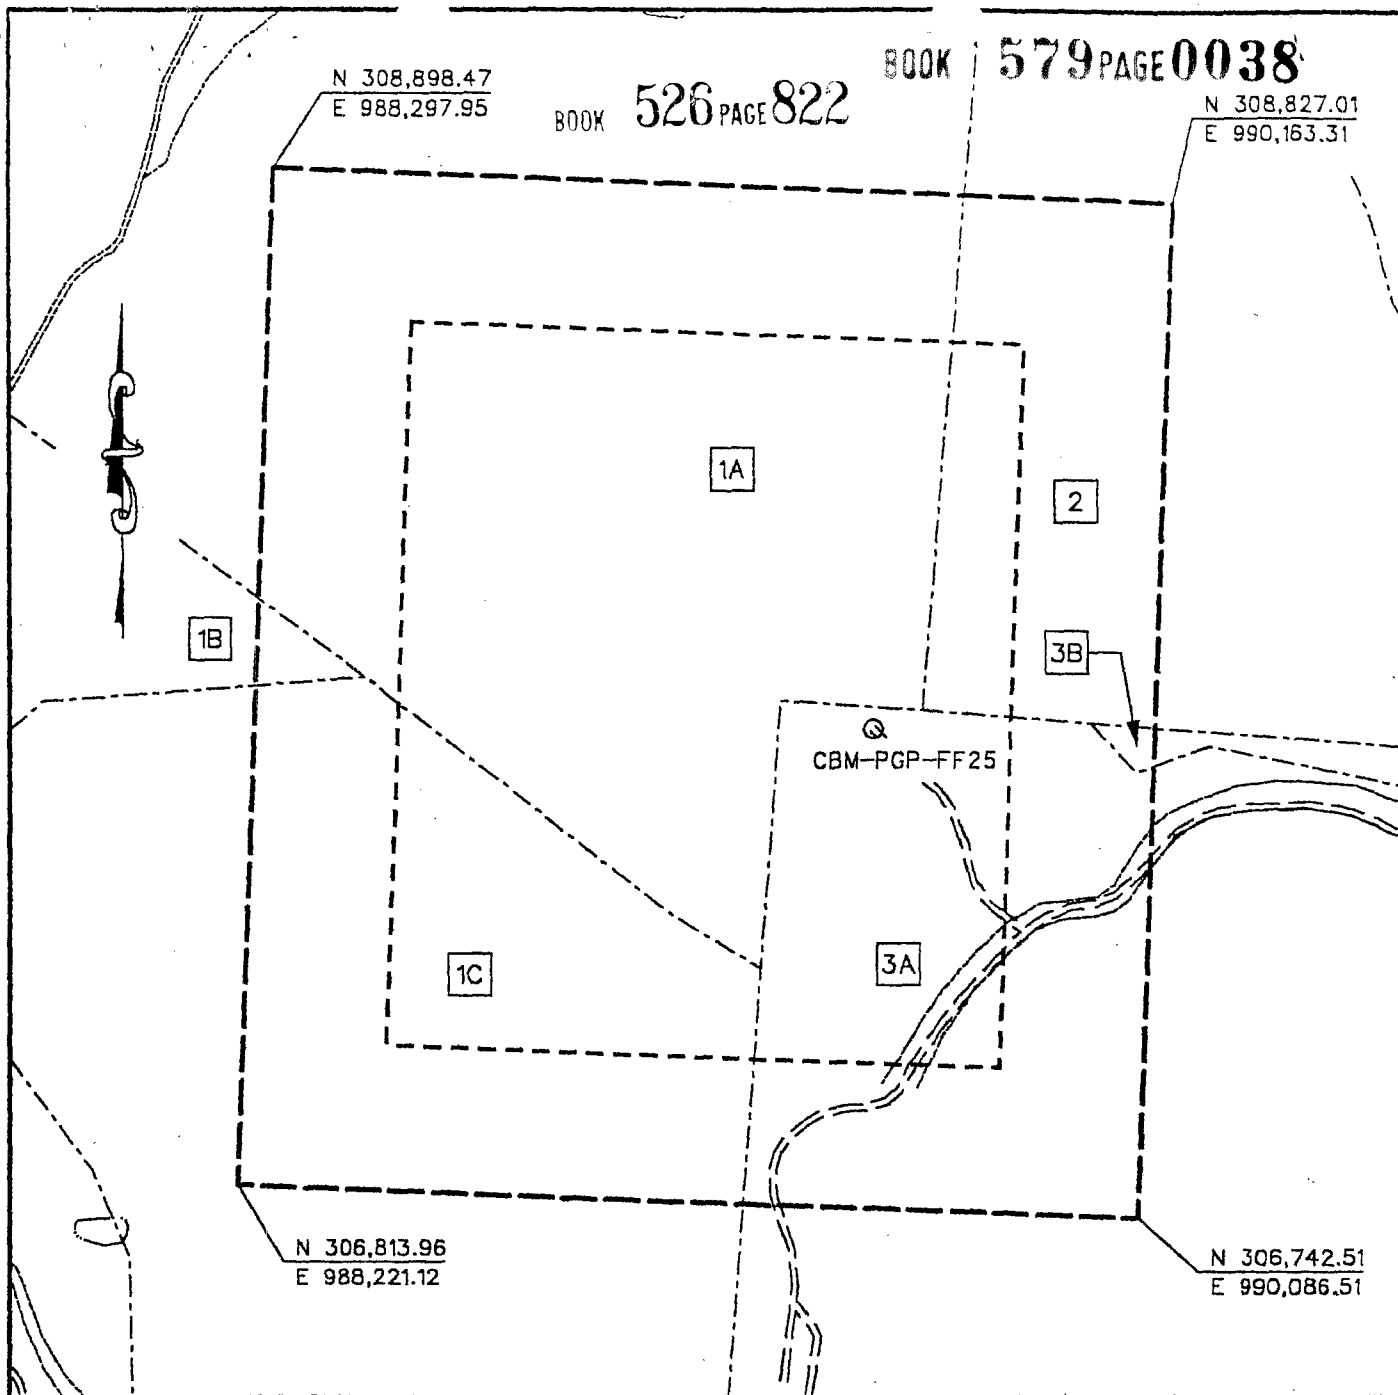 BOOK 579 PAGE 0038
BOOK 526 PAGE 822
N 308,898.47
E 988,297.95
N 308,827.01
E 990,163.31
1A
2
1B
3B
CBM-PGP-FF25
1C
3A
N 306,813.96
E 988,221.12
N 306,742.51
E 990,086.51